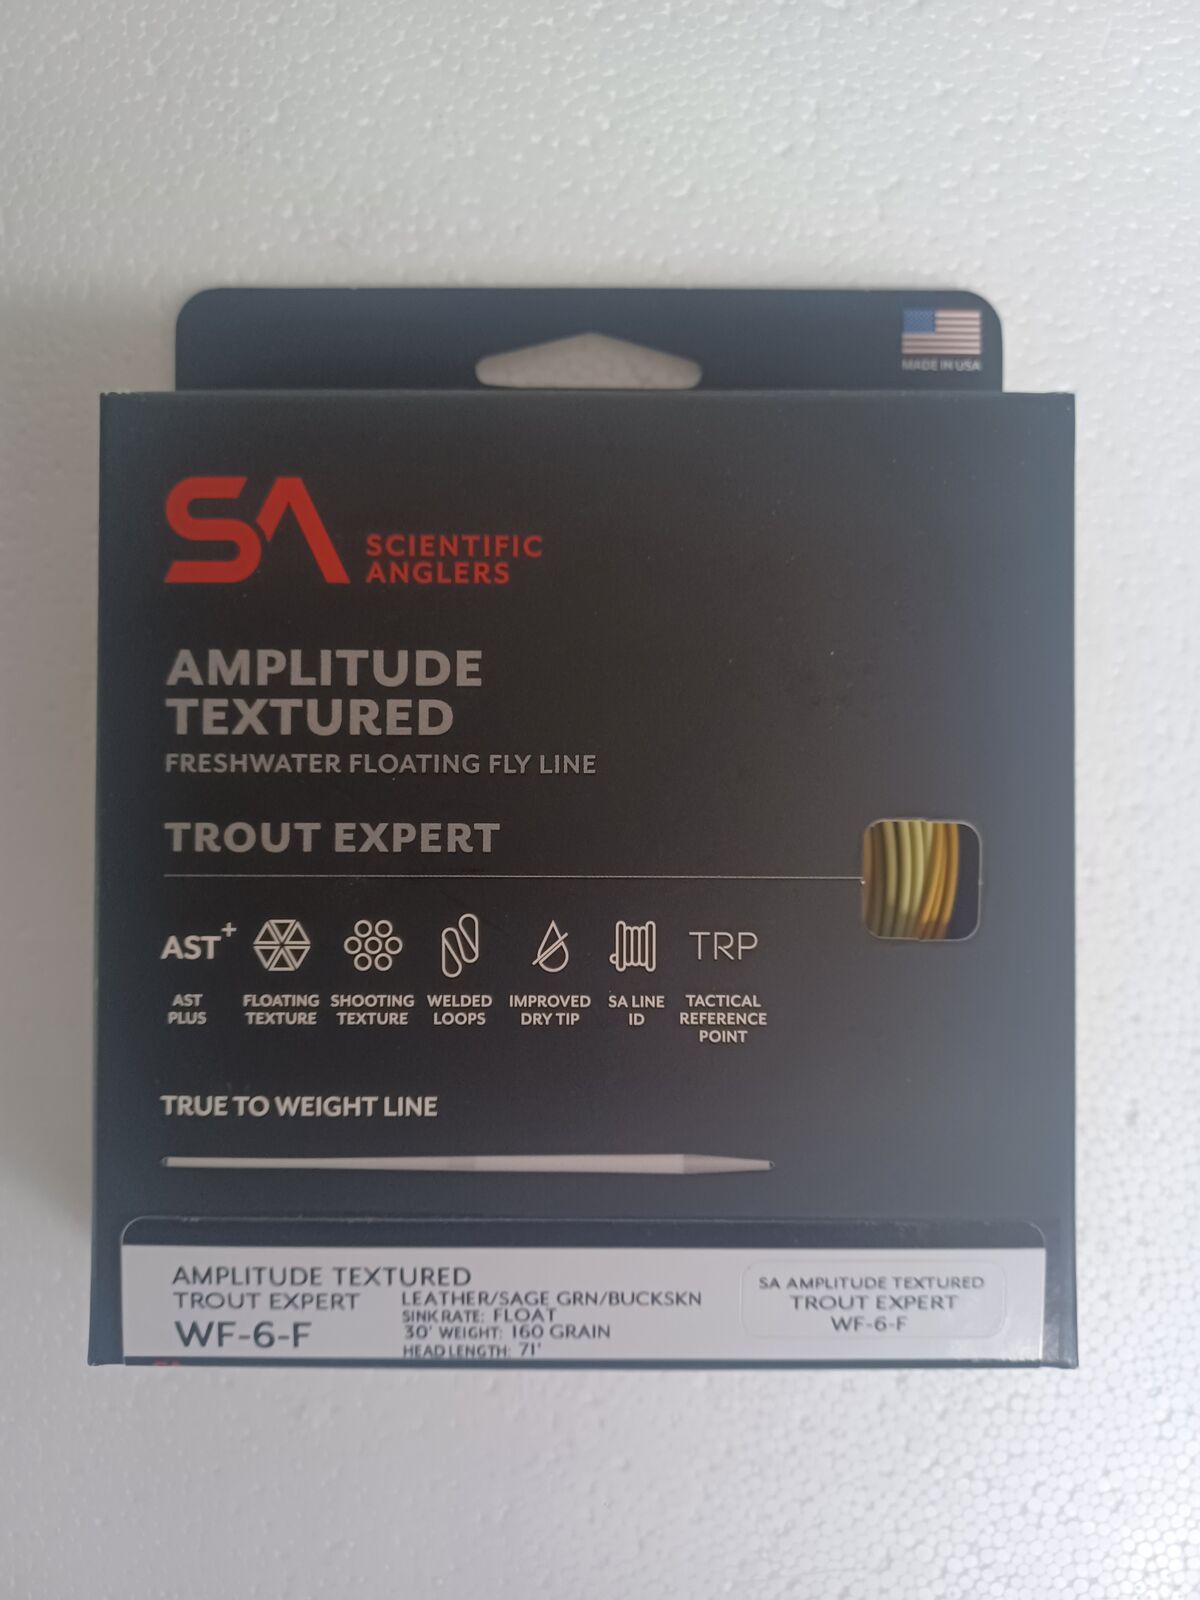 MADE IN USA
SA SCIENTIFIC
ANGLERS
AMPLITUDE
TEXTURED
FRESHWATER FLOATING FLY LINE
TROUT EXPERT
AST+
TRP
AST
PLUS
FLOATING
TEXTURE
SHOOTING
TEXTURE
WELDED
LOOPS
IMPROVED
DRY TIP
SA LINE
ID
TACTICAL
REFERENCE
POINT
TRUE TO WEIGHT LINE
AMPLITUDE TEXTURED
TROUT EXPERT
WF-6-F
LEATHER/SAGE GRN/BUCKSKN
SINK RATE: FLOAT
30' WEIGHT: 160 GRAIN
HEAD LENGTH: 71'
SA AMPLITUDE TEXTURED
TROUT EXPERT
WF-6-F